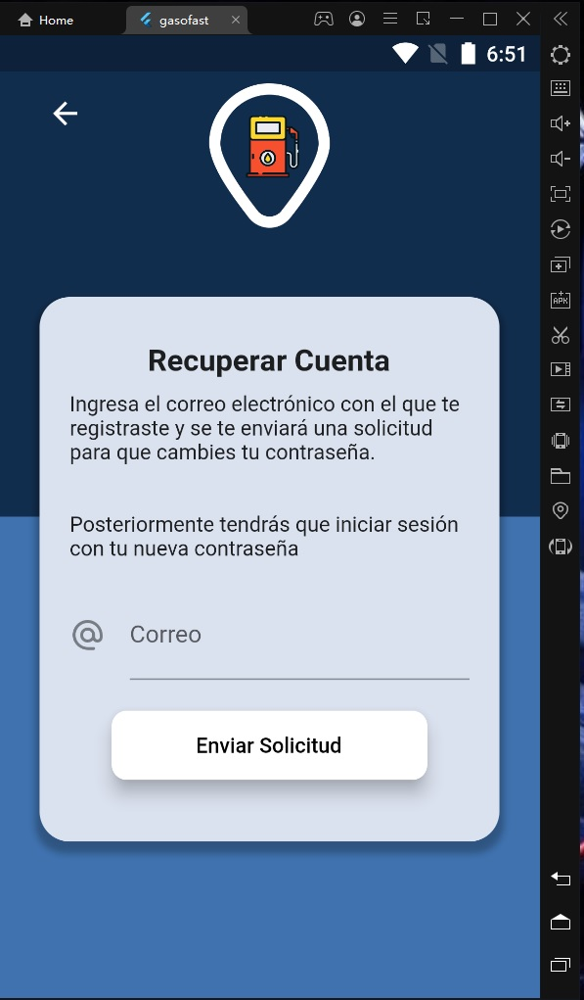 Home
gasofast
6:51
APK
Recuperar Cuenta
Ingresa el correo electrónico con el que te
registraste y se te enviará una solicitud
para que cambies tu contraseña.
Posteriormente tendrás que iniciar sesión
con tu nueva contraseña
@ Correo
Enviar Solicitud